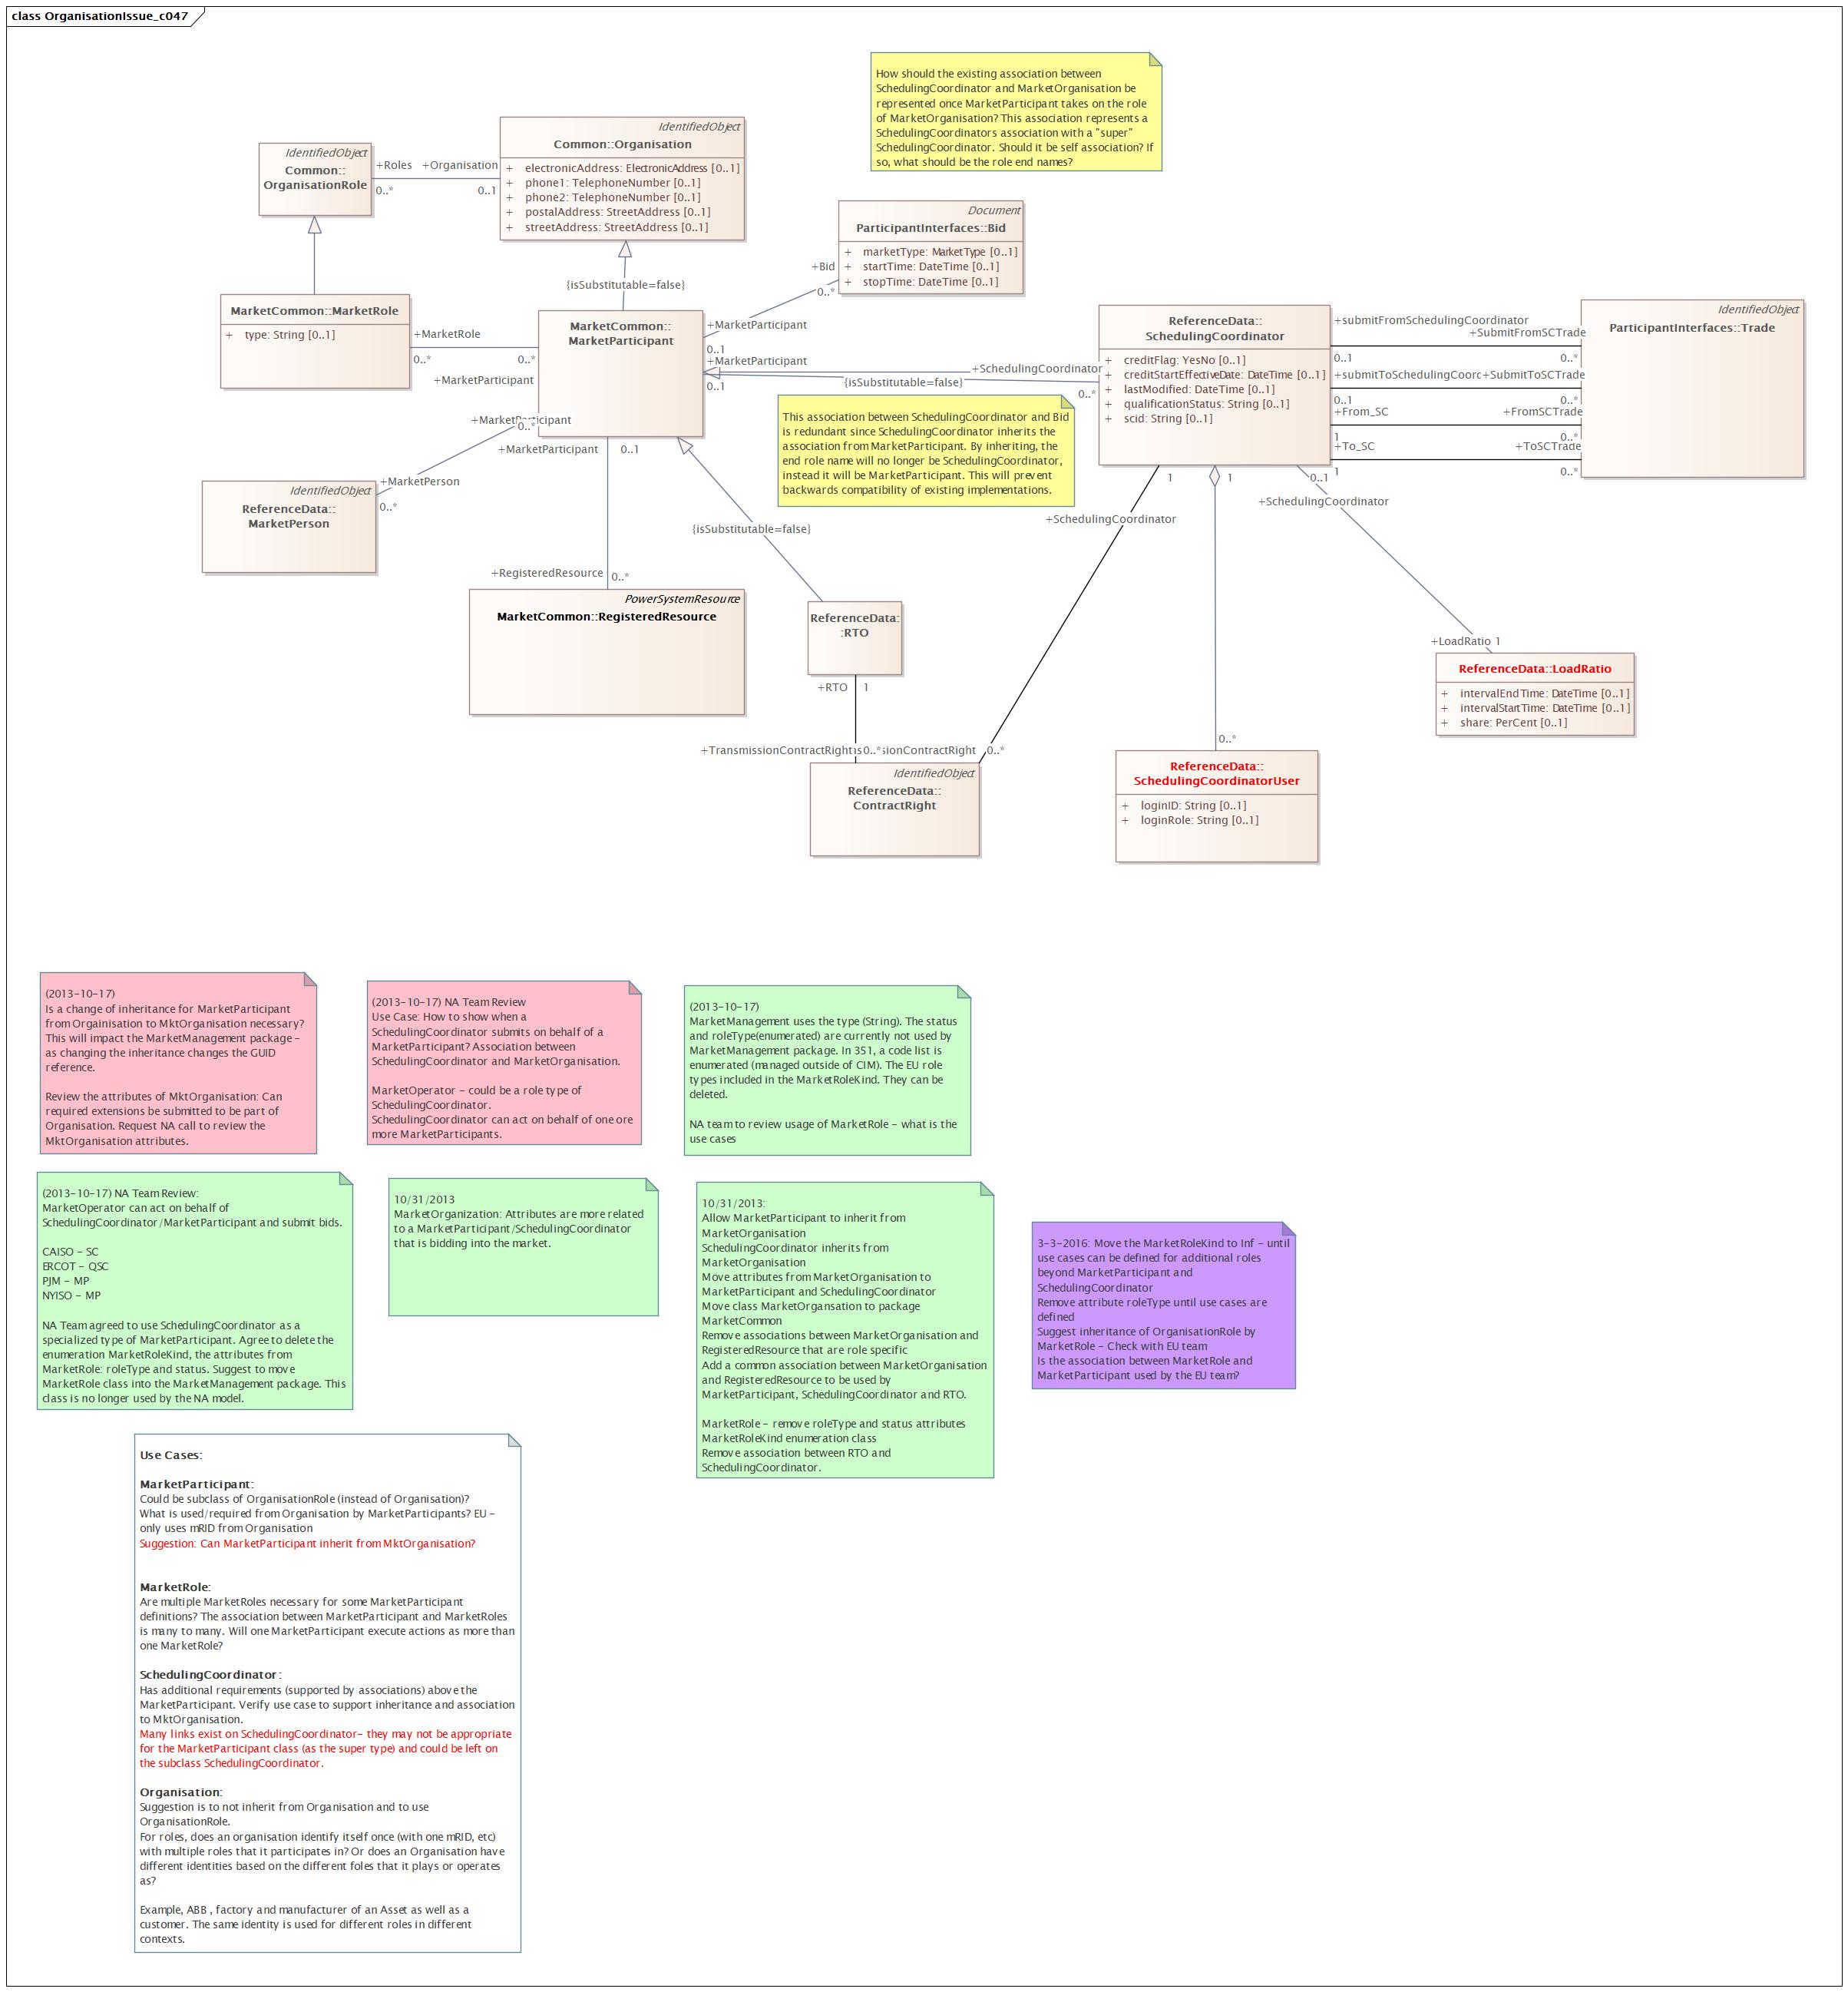 class OrganisationIssue_c047
How should the existing association between
SchedulingCoordinator and MarketOrganisation be
represented once MarketParticipant takes on the role
of MarketOrganisation? This association represents a
SchedulingCoordinators association with a "super"
SchedulingCoordinator. Should it be self association? If
so, what should be the role end names?
IdentifiedObject
Common::
OrganisationRole
+Roles
0..*
+Organisation
0..1
IdentifiedObject
Common::Organisation
+ electronicAddress: ElectronicAddress [0..1]
+ phone1: TelephoneNumber [0..1]
+ phone2: TelephoneNumber [0..1]
+ postalAddress: StreetAddress [0..1]
+ streetAddress: StreetAddress [0..1]
Document
ParticipantInterfaces::Bid
+ marketType: MarketType [0..1]
+ startTime: DateTime [0..1]
+ stopTime: DateTime [0..1]
+Bid
0..*
{isSubstitutable=false}
MarketCommon::MarketRole
+ type: String [0..1]
+MarketRole
0..*
0..*
+MarketParticipant
MarketCommon::
MarketParticipant
+MarketParticipant
0..1
+MarketParticipant
0..1
+SchedulingCoordinator
0..*
{isSubstitutable=false}
ReferenceData::
SchedulingCoordinator
+ creditFlag: YesNo [0..1]
+ creditStartEffectiveDate: DateTime [0..1]
+ lastModified: DateTime [0..1]
+ qualificationStatus: String [0..1]
+ scid: String [0..1]
+submitFromSchedulingCoordinator
0..1
+SubmitFromSCTrade
0..*
+submitToSchedulingCoorc
0..1
+SubmitToSCTrade
0..*
+From_SC
1
+FromSCTrade
0..*
+To_SC
1
+ToSCTrade
0..*
IdentifiedObject
ParticipantInterfaces::Trade
This association between SchedulingCoordinator and Bid
is redundant since SchedulingCoordinator inherits the
association from MarketParticipant. By inheriting, the
end role name will no longer be SchedulingCoordinator,
instead it will be MarketParticipant. This will prevent
backwards compatibility of existing implementations.
+MarketParticipant
0..*
+MarketPerson
0..*
IdentifiedObject
ReferenceData::
MarketPerson
+MarketParticipant
0..1
+RegisteredResource
0..*
PowerSystemResource
MarketCommon::RegisteredResource
{isSubstitutable=false}
ReferenceData:
:RTO
+RTO
1
+TransmissionContractRight
0..*
1
+SchedulingCoordinator
0..*
IdentifiedObject
ReferenceData::
ContractRight
1
0..*
ReferenceData::
SchedulingCoordinatorUser
+ loginID: String [0..1]
+ loginRole: String [0..1]
0..1
+SchedulingCoordinator
+LoadRatio 1
ReferenceData::LoadRatio
+ intervalEndTime: DateTime [0..1]
+ intervalStartTime: DateTime [0..1]
+ share: PerCent [0..1]
(2013-10-17)
Is a change of inheritance for MarketParticipant
from Orgainisation to MktOrganisation necessary?
This will impact the MarketManagement package -
as changing the inheritance changes the GUID
reference.
Review the attributes of MktOrganisation: Can
required extensions be submitted to be part of
Organisation. Request NA call to review the
MktOrganisation attributes.
(2013-10-17) NA Team Review
Use Case: How to show when a
SchedulingCoordinator submits on behalf of a
MarketParticipant? Association between
SchedulingCoordinator and MarketOrganisation.
MarketOperator - could be a role type of
SchedulingCoordinator.
SchedulingCoordinator can act on behalf of one ore
more MarketParticipants.
(2013-10-17)
MarketManagement uses the type (String). The status
and roleType(enumerated) are currently not used by
MarketManagement package. In 351, a code list is
enumerated (managed outside of CIM). The EU role
types included in the MarketRoleKind. They can be
deleted.
NA team to review usage of MarketRole - what is the
use cases
(2013-10-17) NA Team Review:
MarketOperator can act on behalf of
SchedulingCoordinator/MarketParticipant and submit bids.
CAISO - SC
ERCOT - QSC
PJM - MP
NYISO - MP
NA Team agreed to use SchedulingCoordinator as a
specialized type of MarketParticipant. Agree to delete the
enumeration MarketRoleKind, the attributes from
MarketRole: roleType and status. Suggest to move
MarketRole class into the MarketManagement package. This
class is no longer used by the NA model.
10/31/2013
MarketOrganization: Attributes are more related
to a MarketParticipant/SchedulingCoordinator
that is bidding into the market.
10/31/2013:
Allow MarketParticipant to inherit from
MarketOrganisation
SchedulingCoordinator inherits from
MarketOrganisation
Move attributes from MarketOrganisation to
MarketParticipant and SchedulingCoordinator
Move class MarketOrgansation to package
MarketCommon
Remove associations between MarketOrganisation and
RegisteredResource that are role specific
Add a common association between MarketOrganisation
and RegisteredResource to be used by
MarketParticipant, SchedulingCoordinator and RTO.
MarketRole - remove roleType and status attributes
MarketRoleKind enumeration class
Remove association between RTO and
SchedulingCoordinator.
3-3-2016: Move the MarketRoleKind to Inf - until
use cases can be defined for additional roles
beyond MarketParticipant and
SchedulingCoordinator
Remove attribute roleType until use cases are
defined
Suggest inheritance of OrganisationRole by
MarketRole - Check with EU team
Is the association between MarketRole and
MarketParticipant used by the EU team?
Use Cases:
MarketParticipant:
Could be subclass of OrganisationRole (instead of Organisation)?
What is used/required from Organisation by MarketParticipants? EU -
only uses mRID from Organisation
Suggestion: Can MarketParticipant inherit from MktOrganisation?
MarketRole:
Are multiple MarketRoles necessary for some MarketParticipant
definitions? The association between MarketParticipant and MarketRoles
is many to many. Will one MarketParticipant execute actions as more than
one MarketRole?
SchedulingCoordinator:
Has additional requirements (supported by associations) above the
MarketParticipant. Verify use case to support inheritance and association
to MktOrganisation.
Many links exist on SchedulingCoordinator- they may not be appropriate
for the MarketParticipant class (as the super type) and could be left on
the subclass SchedulingCoordinator.
Organisation:
Suggestion is to not inherit from Organisation and to use
OrganisationRole.
For roles, does an organisation identify itself once (with one mRID, etc)
with multiple roles that it participates in? Or does an Organisation have
different identities based on the different foles that it plays or operates
as?
Example, ABB , factory and manufacturer of an Asset as well as a
customer. The same identity is used for different roles in different
contexts.